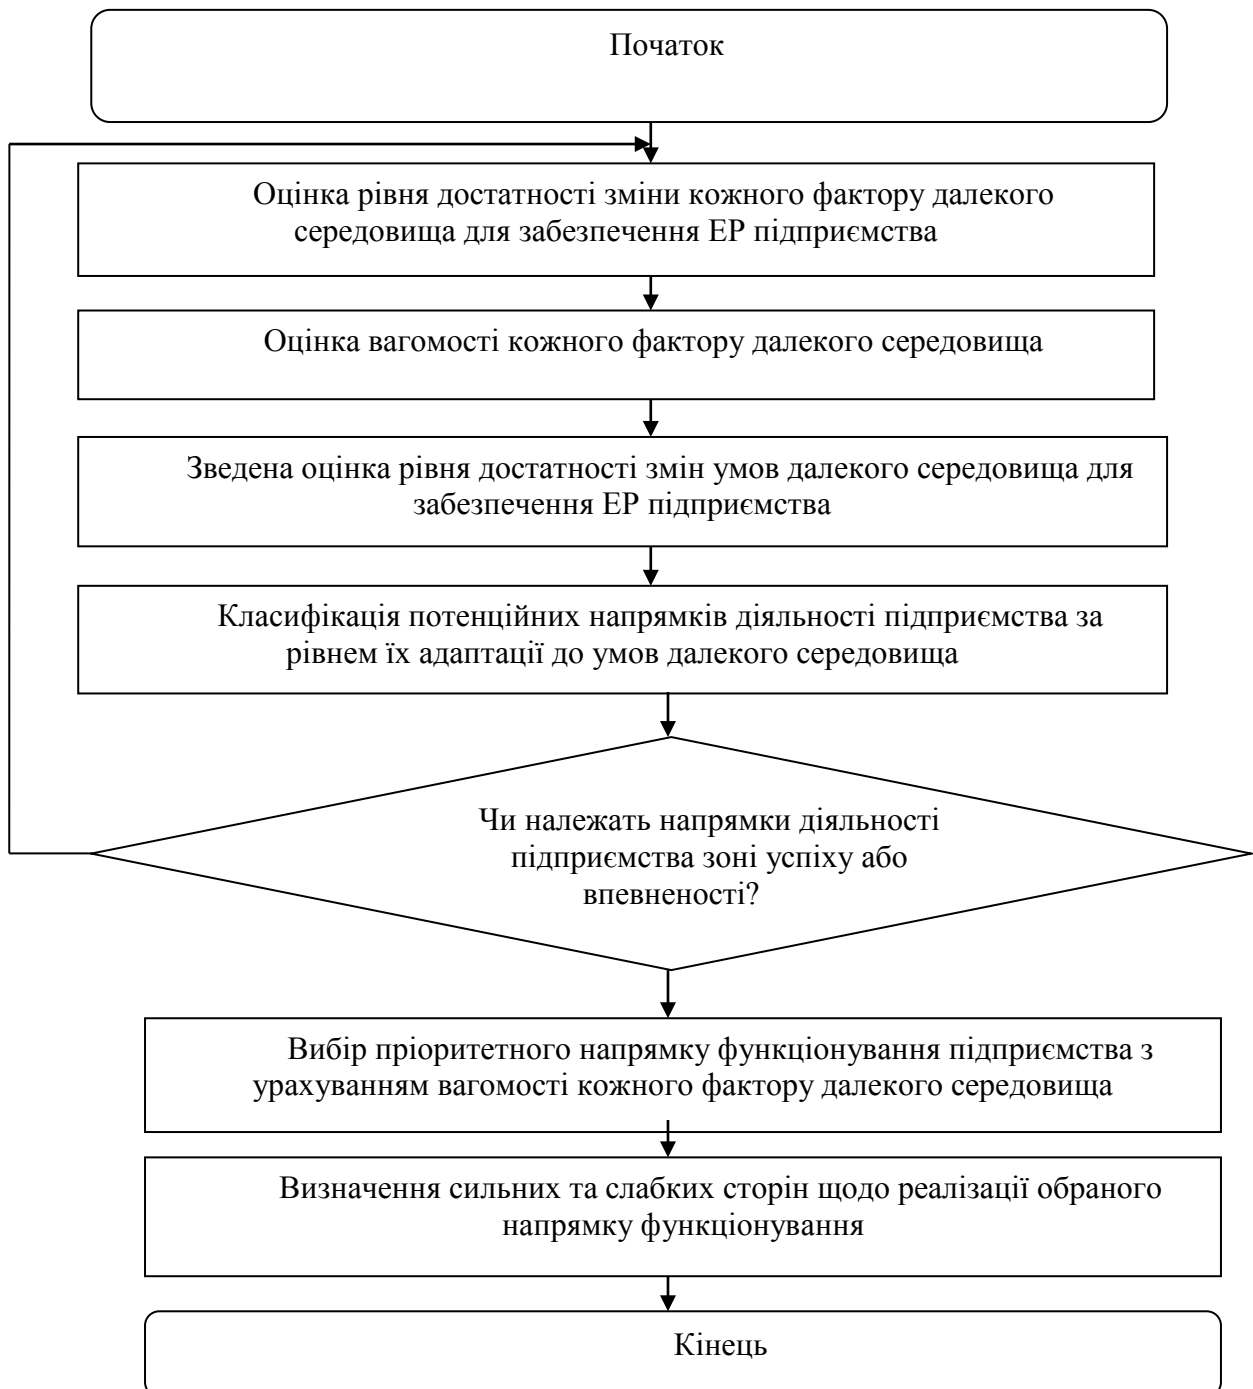 Початок
Оцінка рівня достатності зміни кожного фактору далекого
середовища для забезпечення ЕР підприємства
Оцінка вагомості кожного фактору далекого середовища
Зведена оцінка рівня достатності змін умов далекого середовища для
забезпечення ЕР підприємства
Класифікація потенційних напрямків діяльності підприємства за
рівнем їх адаптації до умов далекого середовища
Чи належать напрямки діяльності
підприємства зоні успіху або
впевненості?
Вибір пріоритетного напрямку функціонування підприємства з
урахуванням вагомості кожного фактору далекого середовища
Визначення сильних та слабких сторін щодо реалізації обраного
напрямку функціонування
Кінець